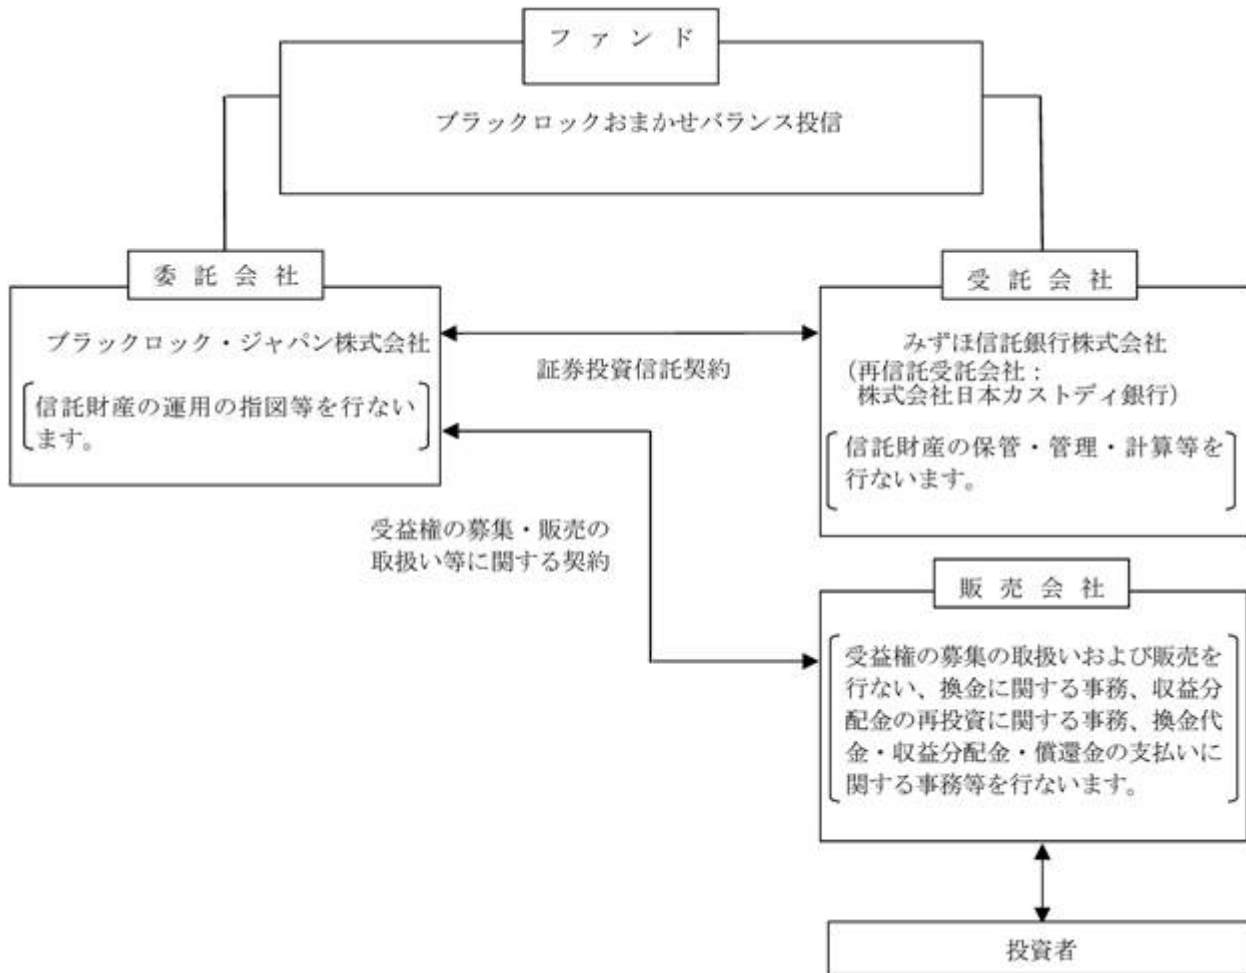 ファンド
ブラックロックおまかせバランス投信
委託会社
ブラックロック・ジャパン株式会社
信託財産の運用の指図等を行ない
ます。
証券投資信託契約
受託会社
みずほ信託銀行株式会社
(再信託受託会社:
株式会社日本カストディ銀行)
信託財産の保管・管理・計算等を
行ないます。
受益権の募集・販売の
取扱い等に関する契約
販売会社
受益権の募集の取扱いおよび販売を
行ない、換金に関する事務、収益分
配金の再投資に関する事務、換金代
金・収益分配金・償還金の支払いに
関する事務等を行ないます。
投資者